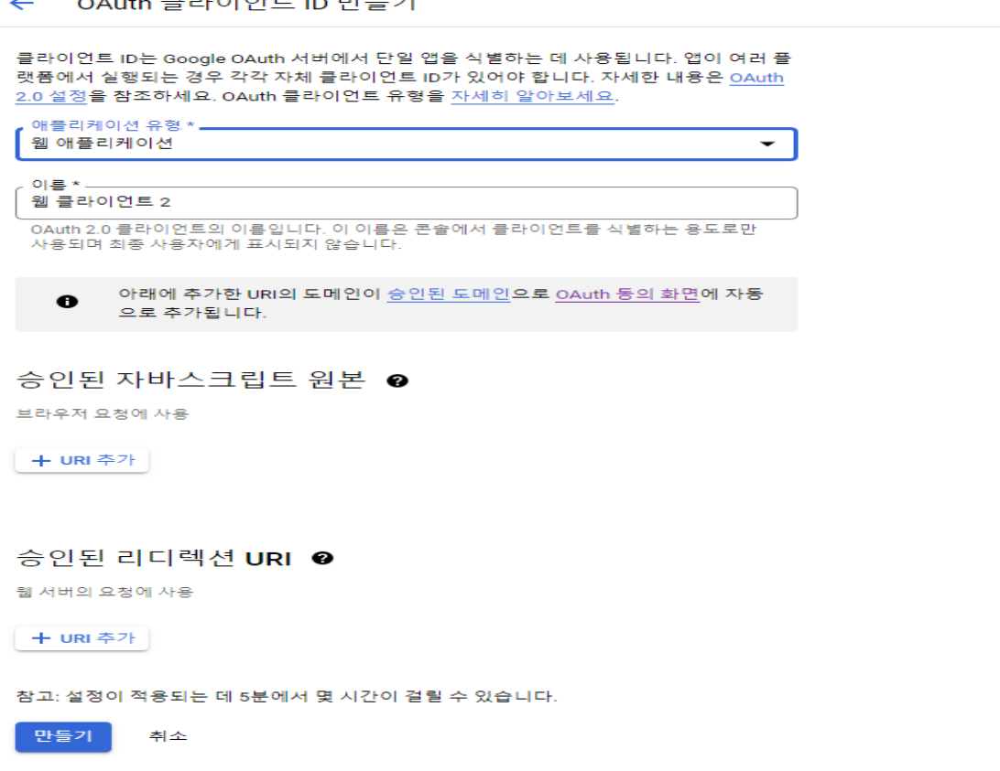 OAuth 클라이언트 ID 만들기
클라이언트 ID는 Google OAuth 서버에서 단일 앱을 식별하는 데 사용됩니다. 앱이 여러 플
랫폼에서 실행되는 경우 각각 자체 클라이언트 ID가 있어야 합니다. 자세한 내용은 OAuth
2.0 설정을 참조하세요. OAuth 클라이언트 유형을 자세히 알아보세요.
애플리케이션 유형 *
웹 애플리케이션
이름 *
웹 클라이언트 2
OAuth 2.0 클라이언트의 이름입니다. 이 이름은 콘솔에서 클라이언트를 식별하는 용도로만
사용되며 최종 사용자에게 표시되지 않습니다.
아래에 추가한 URI의 도메인이 승인된 도메인으로 OAuth 동의 화면에 자동
으로 추가됩니다.
승인된 자바스크립트 원본
브라우저 요청에 사용
+ URI 추가
승인된 리디렉션 URI
웹 서버의 요청에 사용
+ URI 추가
참고: 설정이 적용되는 데 5분에서 몇 시간이 걸릴 수 있습니다.
만들기 취소